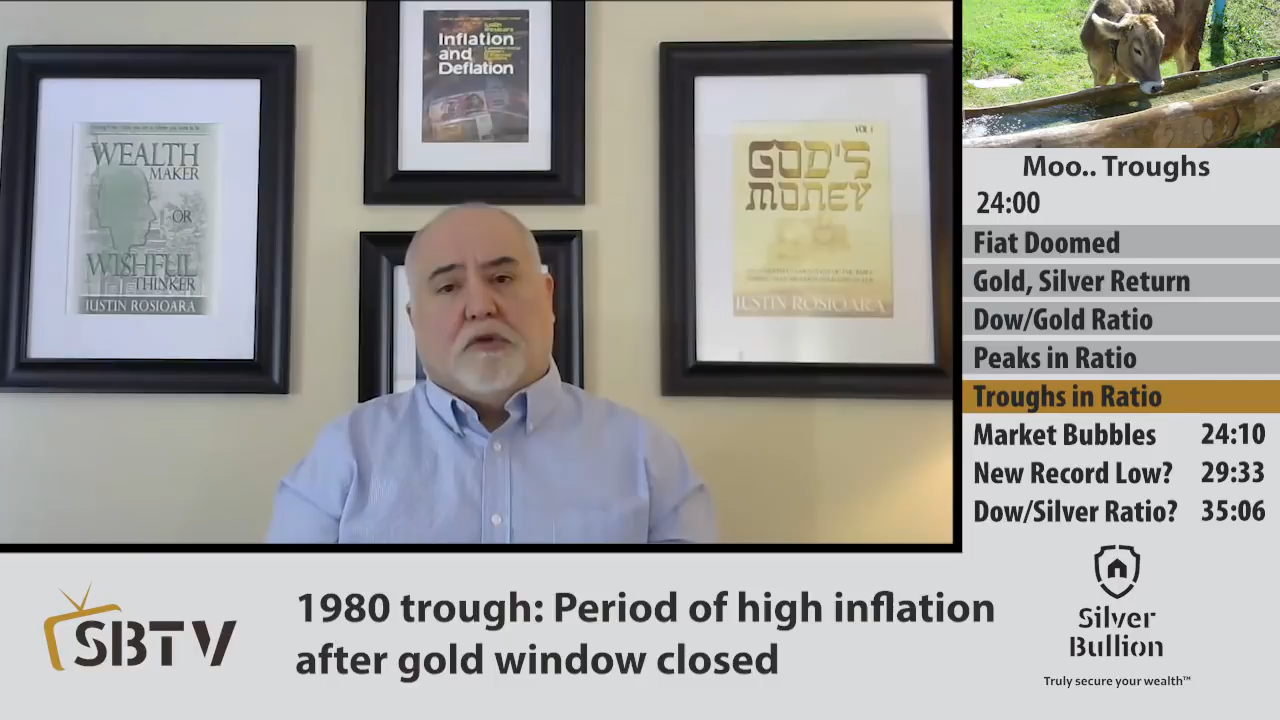 Inflation
and
Deflation
WEALTH
MAKER
OR
WISHFUL
THINKER
IUSTIN ROSIOARA
VOL I
GOD'S
MONEY
IUSTIN ROSIOARA
Moo.. Troughs
24:00
Fiat Doomed
Gold, Silver Return
Dow/Gold Ratio
Peaks in Ratio
Troughs in Ratio
Market Bubbles 24:10
New Record Low? 29:33
Dow/Silver Ratio? 35:06
SBTV
1980 trough: Period of high inflation
after gold window closed
Silver
Bullion
Truly secure your wealth™